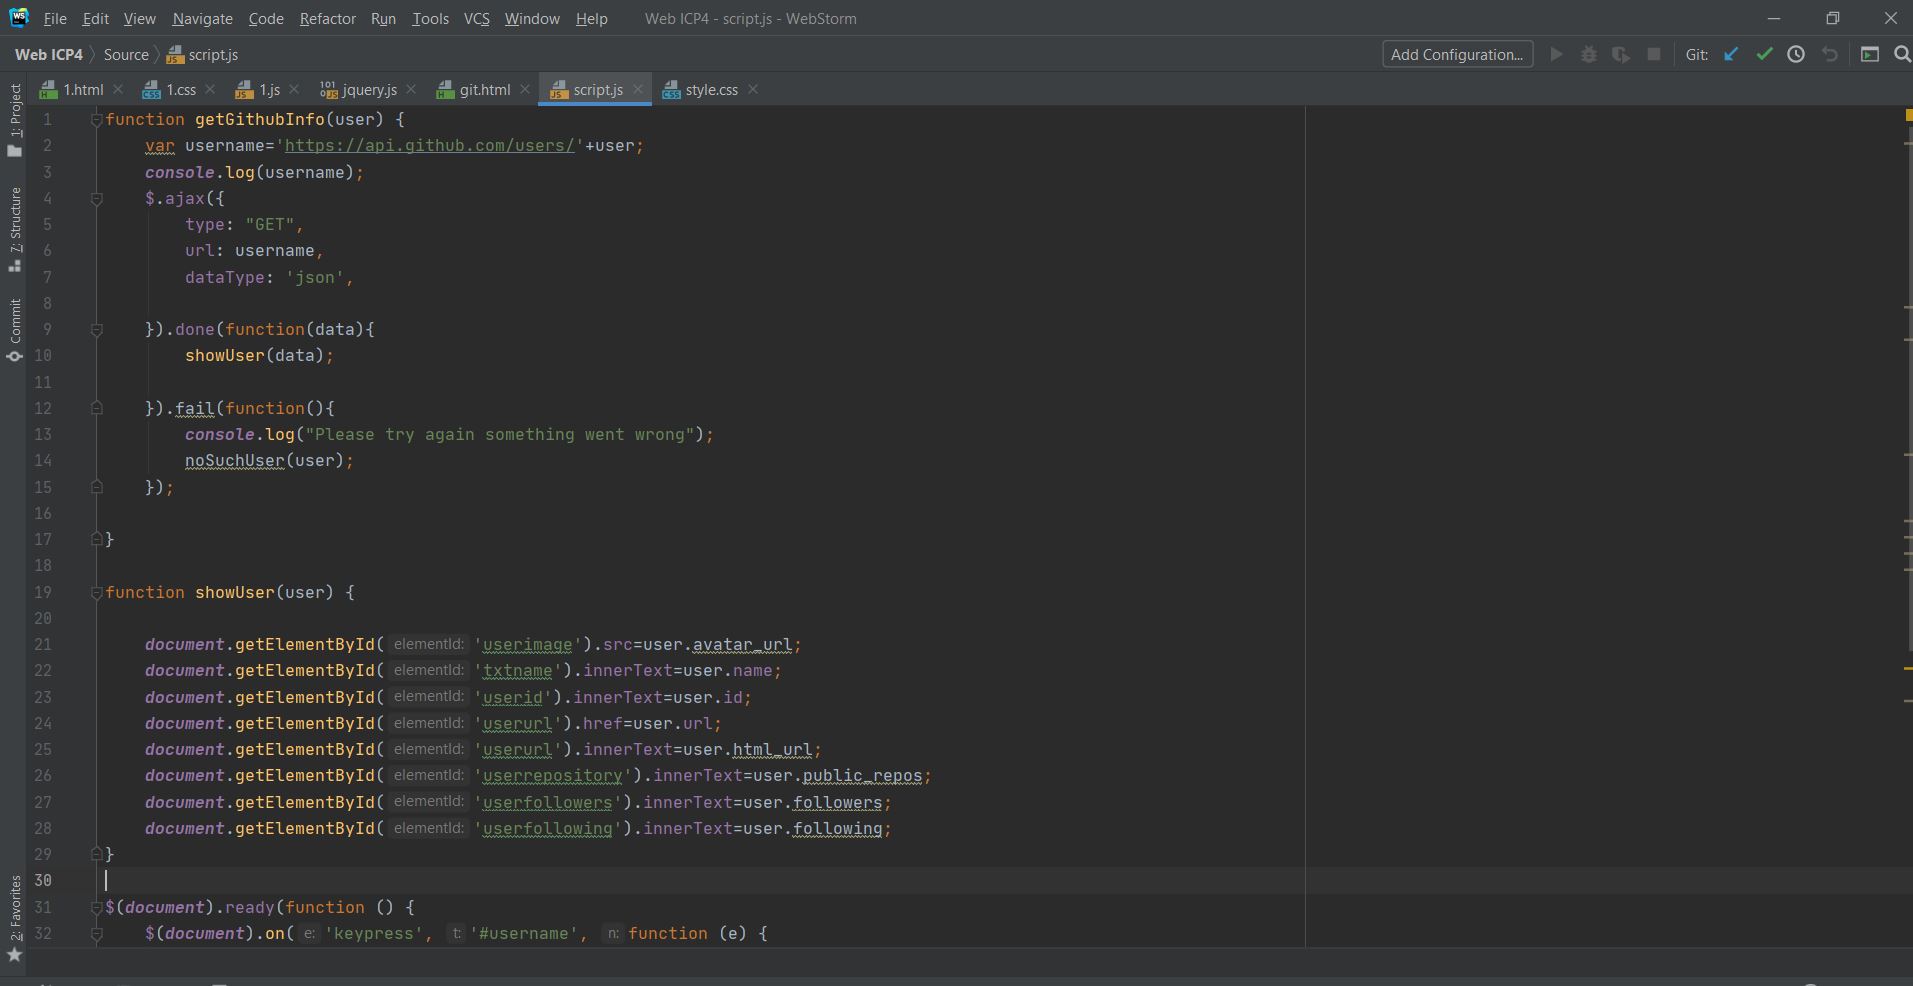 WS File Edit View Navigate Code Refactor Run Tools VCS Window Help Web ICP4 - script.js - WebStorm
Web ICP4 Source script.js Add Configuration... Git:
1.html 1.css 1.js jquery.js git.html script.js style.css
1: Project
7: Structure
Commit
2: Favorites
1 function getGithubInfo(user) {
2 var username='https://api.github.com/users/'+user;
3 console.log(username);
4 $.ajax({
5 type: "GET",
6 url: username,
7 dataType: 'json',
8
9 }).done(function(data){
10 showUser(data);
11
12 }).fail(function(){
13 console.log("Please try again something went wrong");
14 noSuchUser(user);
15 });
16
17 }
18
19 function showUser(user) {
20
21 document.getElementById( elementId: 'userimage').src=user.avatar_url;
22 document.getElementById( elementId: 'txtname').innerText=user.name;
23 document.getElementById( elementId: 'userid').innerText=user.id;
24 document.getElementById( elementId: 'userurl').href=user.url;
25 document.getElementById( elementId: 'userurl').innerText=user.html_url;
26 document.getElementById( elementId: 'userrepository').innerText=user.public_repos;
27 document.getElementById( elementId: 'userfollowers').innerText=user.followers;
28 document.getElementById( elementId: 'userfollowing').innerText=user.following;
29 }
30
31 $(document).ready(function () {
32 $(document).on( e: 'keypress', t: '#username', n: function (e) {